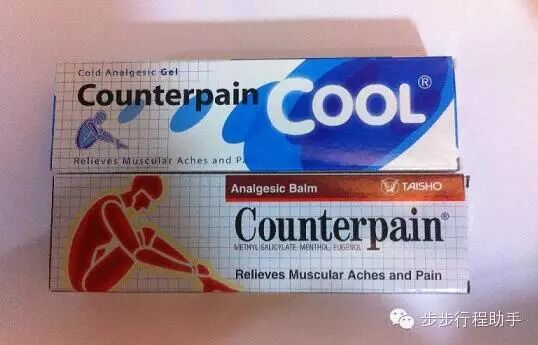 Cold Analgesic Gel
Counterpain COOL®
Relieves Muscular Aches and Pain
Analgesic Balm TAISHO
Counterpain®
METHYL SALICYLATE, MENTHOL, EUGENOL
Relieves Muscular Aches and Pain
步步行程助手